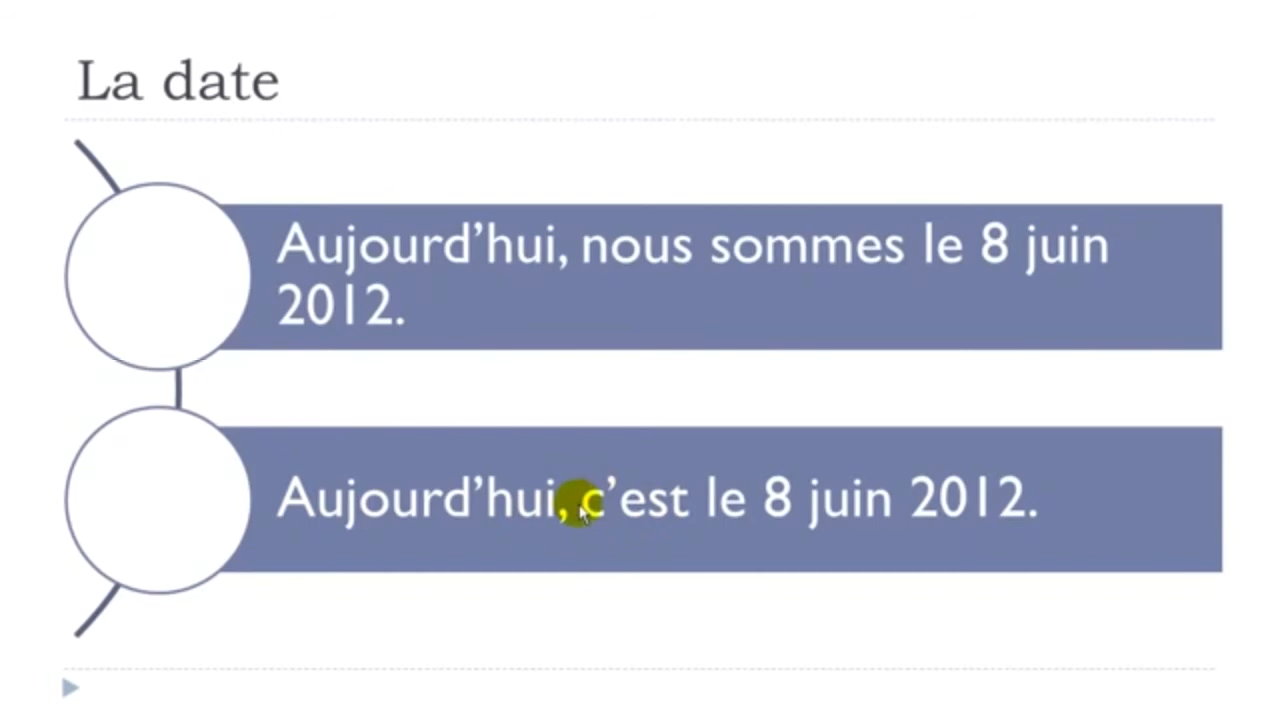 La date
Aujourd’hui, nous sommes le 8 juin
2012.
Aujourd’hui, c’est le 8 juin 2012.